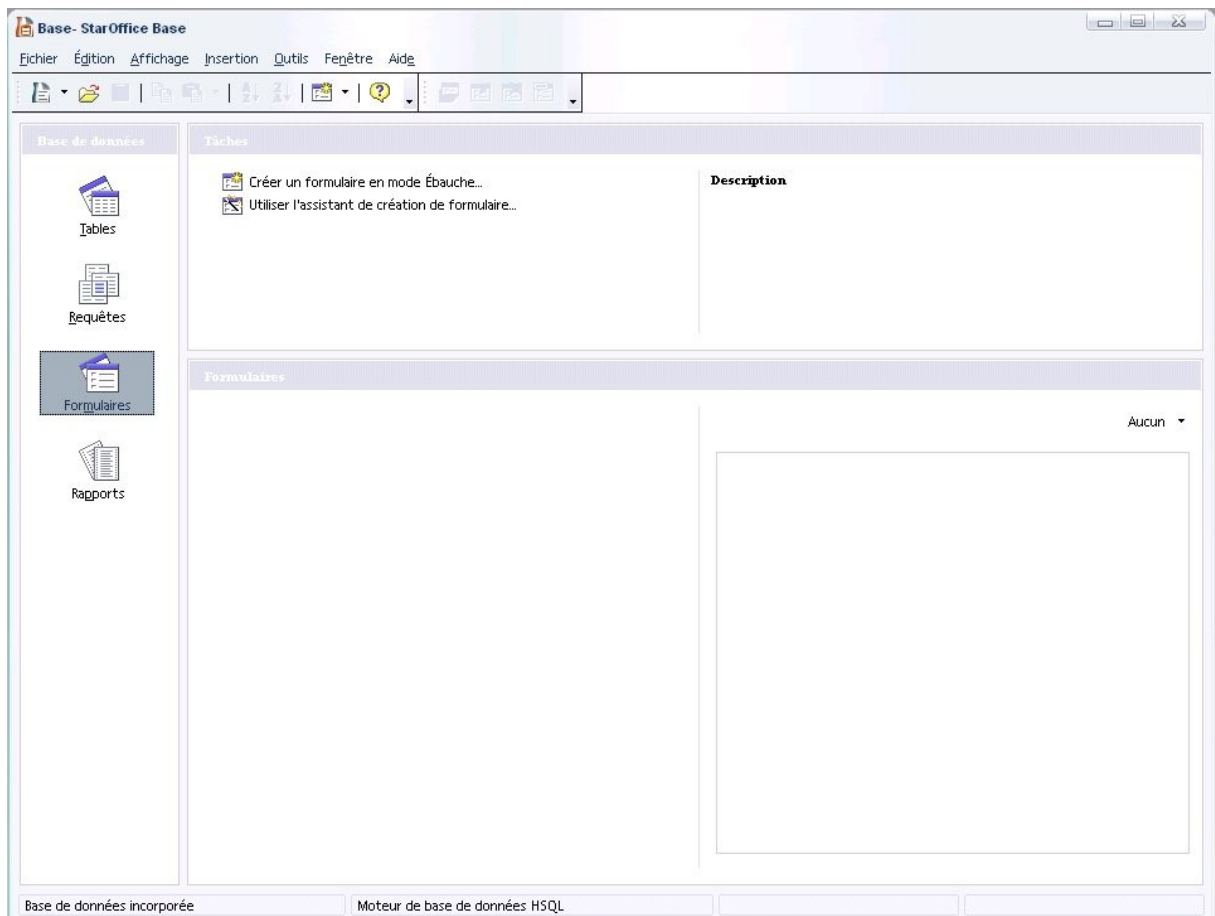 Base- StarOffice Base
Fichier Édition Affichage Insertion Outils Fenêtre Aide
Base de données
Tâches
Créer un formulaire en mode Ébauche...
Utiliser l'assistant de création de formulaire...
Description
Tables
Requêtes
Formulaires
Rapports
Formulaires
Aucun
Base de données incorporée
Moteur de base de données HSQL